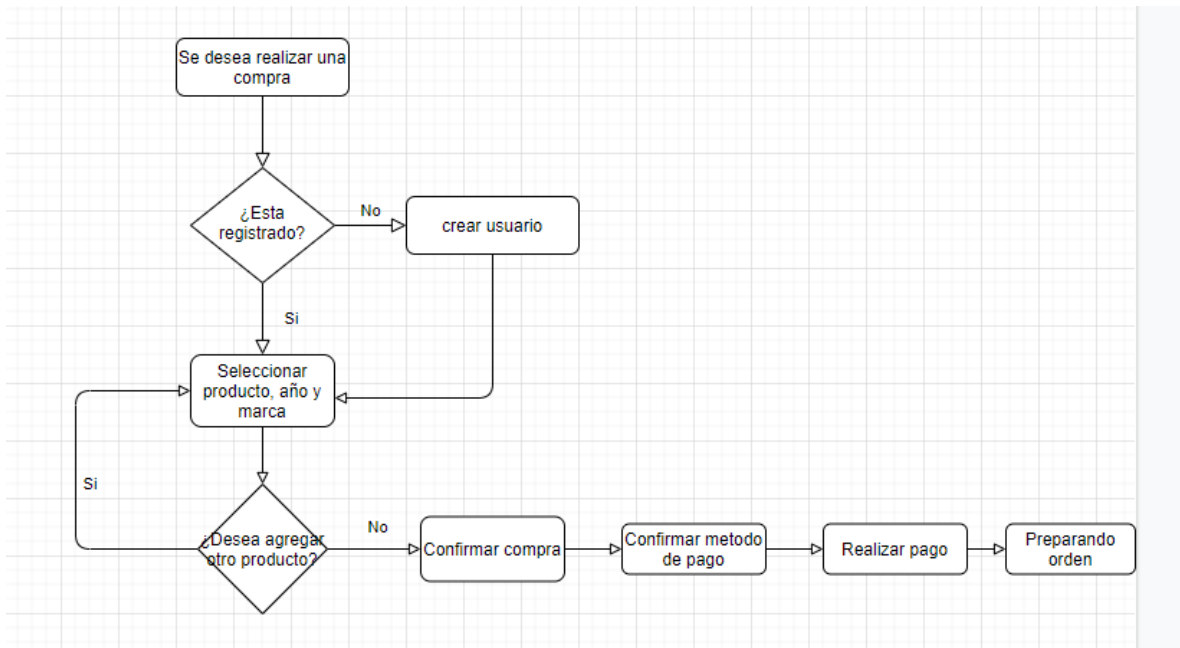 Se desea realizar una
compra
¿Esta
registrado?
No
crear usuario
Si
Seleccionar
producto, año y
marca
Si
¿Desea agregar
otro producto?
No
Confirmar compra
Confirmar metodo
de pago
Realizar pago
Preparando
orden